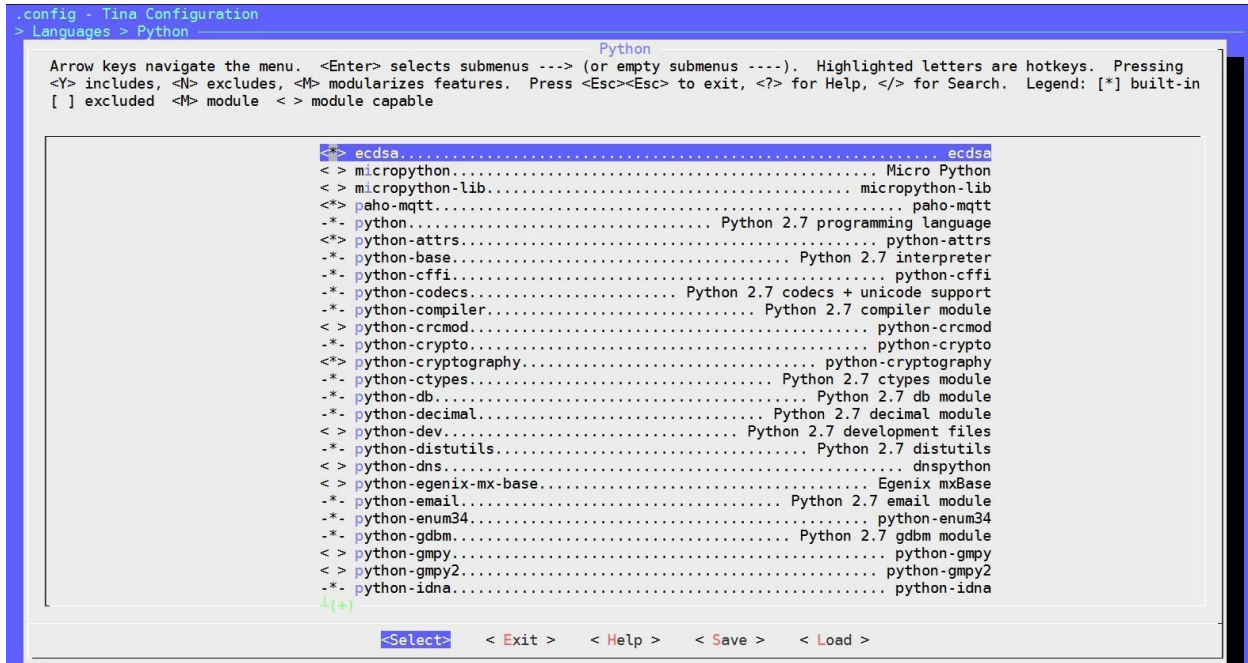 .config - Tina Configuration
> Languages > Python
Python
Arrow keys navigate the menu.  <Enter> selects submenus ---> (or empty submenus ----).  Highlighted letters are hotkeys.  Pressing
<Y> includes, <N> excludes, <M> modularizes features.  Press <Esc><Esc> to exit, <?> for Help, </> for Search.  Legend: [*] built-in
[ ] excluded  <M> module  < > module capable
<*> ecdsa.............................................................. ecdsa
< > micropython.................................................. Micro Python
< > micropython-lib.......................................... micropython-lib
<*> paho-mqtt...................................................... paho-mqtt
-*- python................................... Python 2.7 programming language
<*> python-attrs................................................ python-attrs
-*- python-base....................................... Python 2.7 interpreter
-*- python-cffi.................................................. python-cffi
-*- python-codecs........................ Python 2.7 codecs + unicode support
-*- python-compiler............................... Python 2.7 compiler module
< > python-crcmod.............................................. python-crcmod
-*- python-crypto.............................................. python-crypto
<*> python-cryptography.................................. python-cryptography
-*- python-ctypes................................... Python 2.7 ctypes module
-*- python-db........................................... Python 2.7 db module
-*- python-decimal................................. Python 2.7 decimal module
< > python-dev.................................. Python 2.7 development files
-*- python-distutils.................................... Python 2.7 distutils
< > python-dns..................................................... dnspython
< > python-egenix-mx-base...................................... Egenix mxBase
-*- python-email..................................... Python 2.7 email module
-*- python-enum34.............................................. python-enum34
-*- python-gdbm....................................... Python 2.7 gdbm module
< > python-gmpy.................................................. python-gmpy
< > python-gmpy2................................................ python-gmpy2
-*- python-idna.................................................. python-idna
┴(+)
<Select>    < Exit >    < Help >    < Save >    < Load >